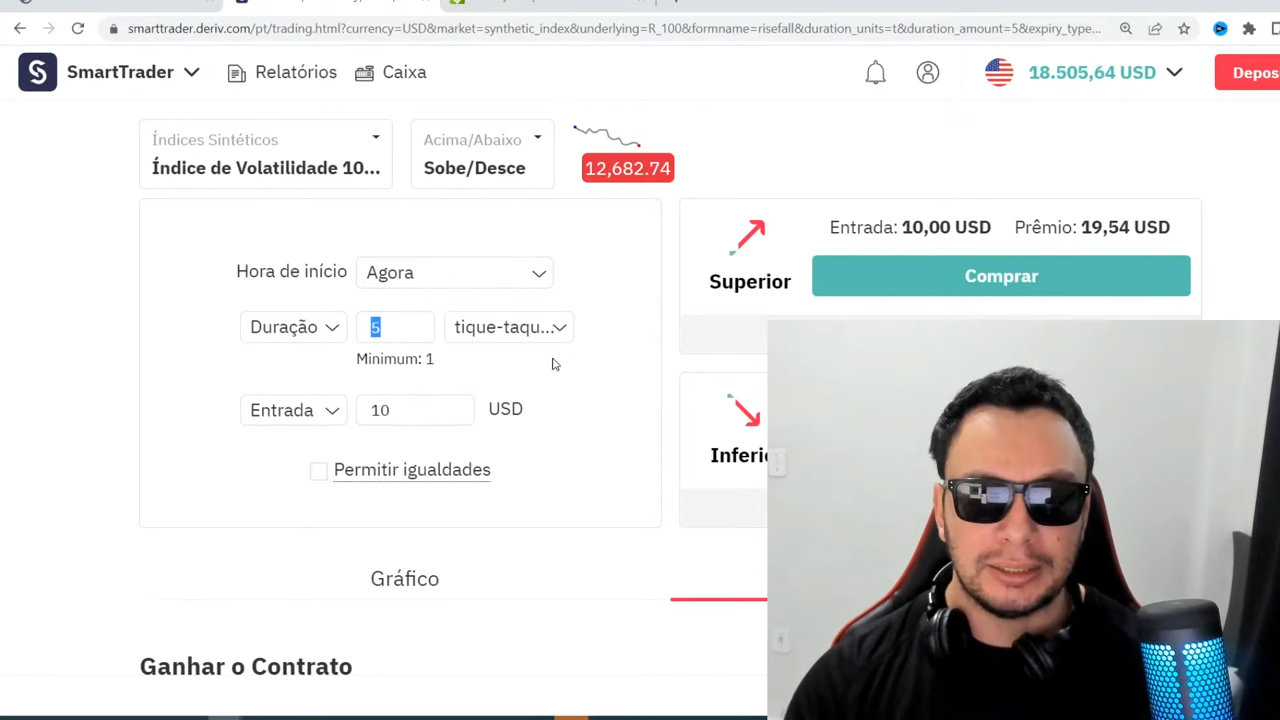 smarttrader.deriv.com/pt/trading.html?currency=USD&market=synthetic_index&underlying=R_100&formname=risefall&duration_units=t&duration_amount=5&expiry_type...
SmartTrader
Relatórios
Caixa
18.505,64 USD
Depos
Índices Sintéticos
Índice de Volatilidade 10...
Acima/Abaixo
Sobe/Desce
12,682.74
Hora de início
Agora
Duração
5
tique-taqu...
Minimum: 1
Entrada
10
USD
Permitir igualdades
Entrada: 10,00 USD
Prêmio: 19,54 USD
Superior
Comprar
Inferio
Gráfico
Ganhar o Contrato